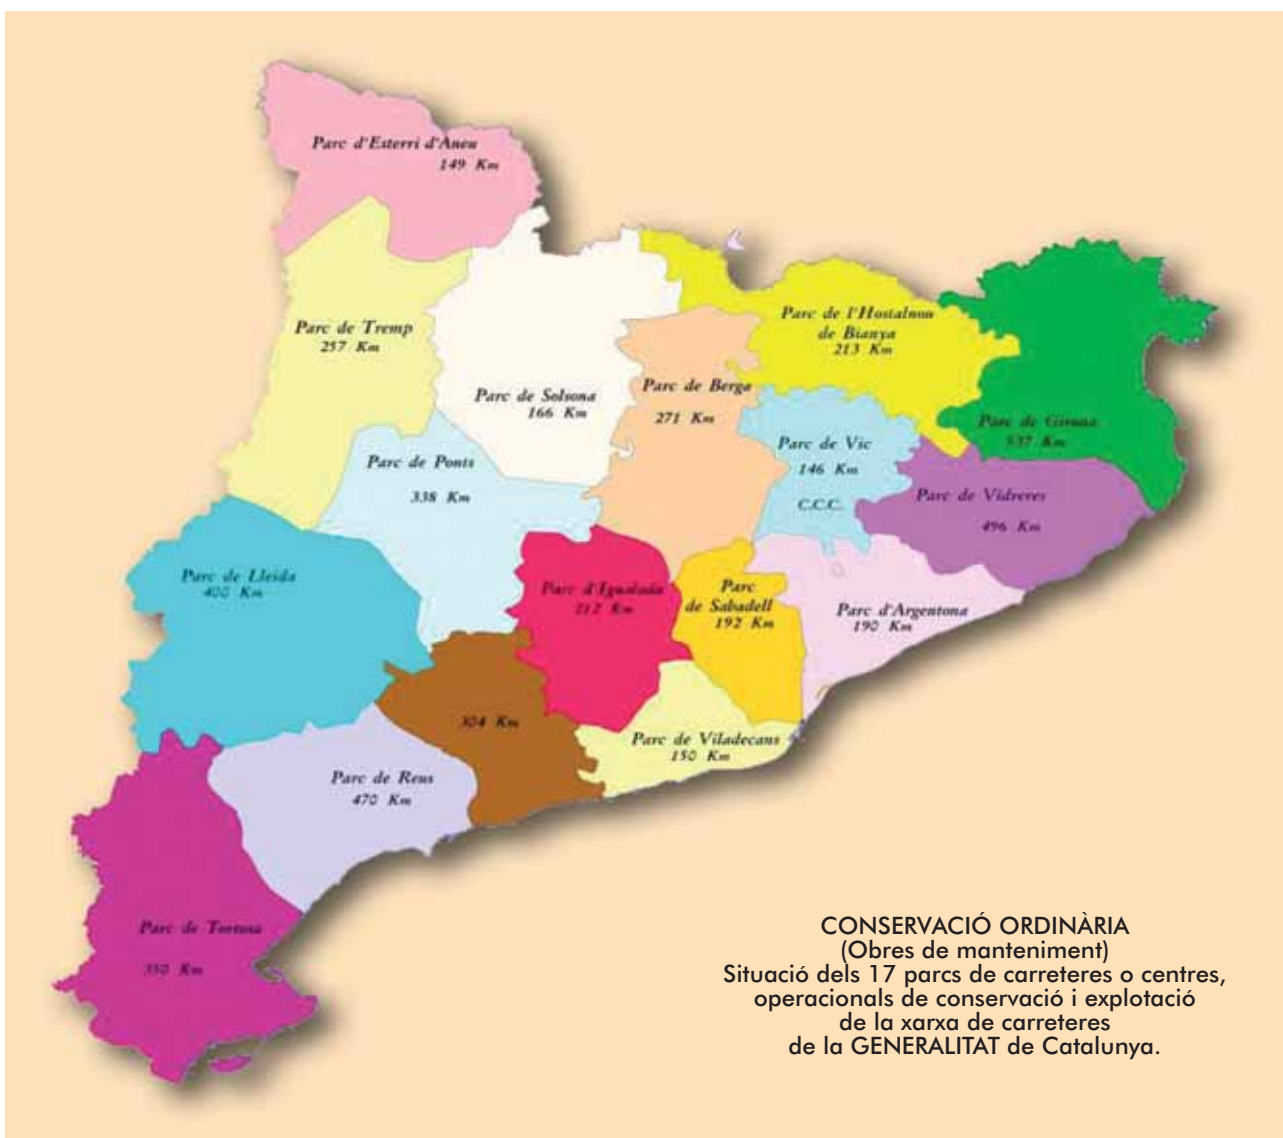 Parc d'Esterri d'Aneu
149 Km
Parc de Tremp
257 Km
Parc de l'Hostalnou
de Bianya
213 Km
Parc de Solsona
166 Km
Parc de Berga
271 Km
Parc de Girona
537 Km
Parc de Vic
146 Km
C.C.C.
Parc de Ponts
338 Km
Parc de Vidreres
496 Km
Parc de Lleida
400 Km
Parc d'Igualada
212 Km
Parc
de Sabadell
192 Km
Parc d'Argentona
190 Km
304 Km
Parc de Viladecans
150 Km
Parc de Reus
470 Km
Parc de Tortosa
350 Km
CONSERVACIÓ ORDINÀRIA
(Obres de manteniment)
Situació dels 17 parcs de carreteres o centres,
operacionals de conservació i explotació
de la xarxa de carreteres
de la GENERALITAT de Catalunya.